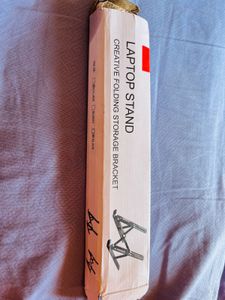 LAPTOP STAND
CREATIVE FOLDING STORAGE BRACKET